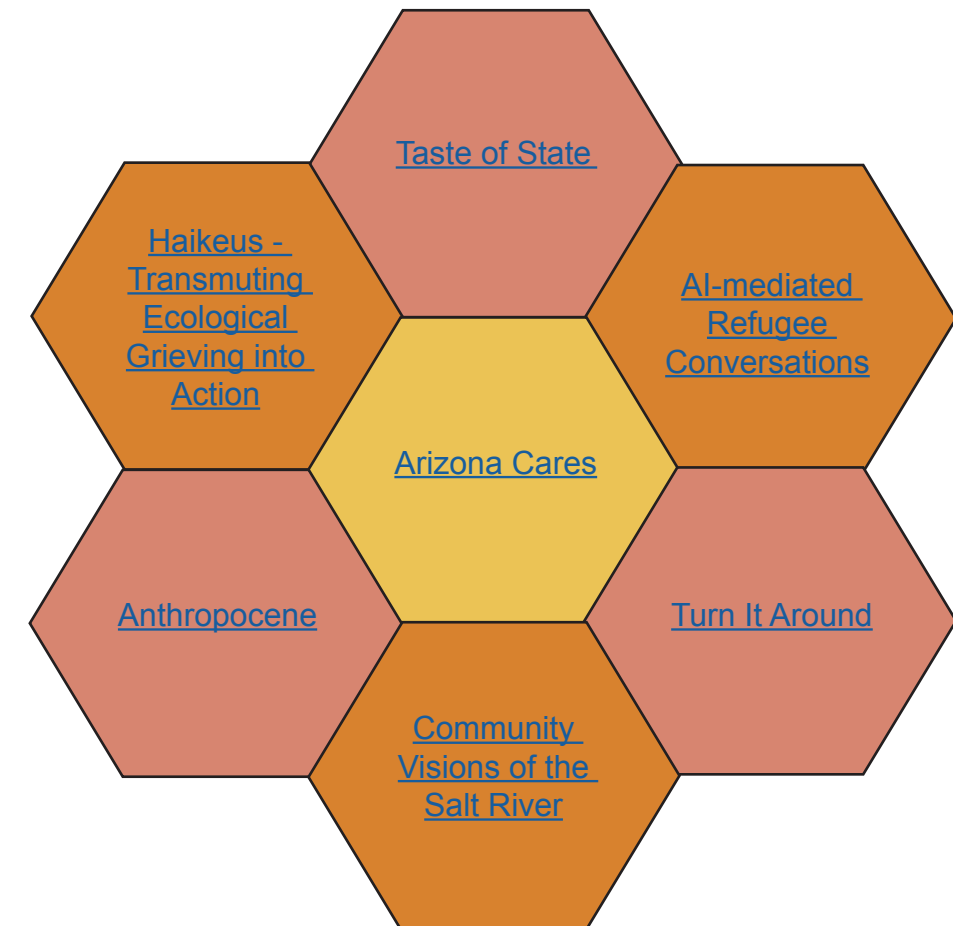 Taste of State
Haikeus -
Transmuting
Ecological
Grieving into
Action
AI-mediated
Refugee
Conversations
Arizona Cares
Anthropocene
Turn It Around
Community
Visions of the
Salt River